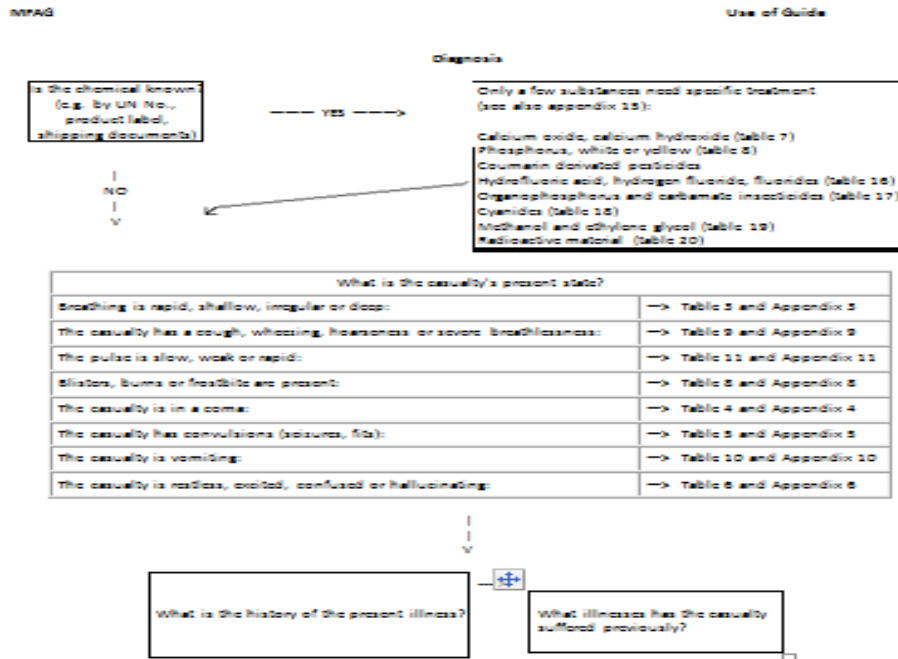 MFAG
Use of Guide
Diagnosis
Is the chemical known?
(e.g. by UN No.,
product label,
shipping documents)
YES
Only a few substances need specific treatment
(see also appendix 15):
Calcium oxide, calcium hydroxide (table 7)
Phosphorus, white or yellow (table 8)
Coumarin derivated pesticides
Hydrofluoric acid, hydrogen fluoride, fluorides (table 16)
Organophosphorus and carbamate insecticides (table 17)
Cyanides (table 18)
Methanol and ethylene glycol (table 19)
Radioactive material (table 20)
NO
What is the casualty's present state?
Breathing is rapid, shallow, irregular or deep: —> Table 3 and Appendix 3
The casualty has a cough, wheezing, hoarseness or severe breathlessness: —> Table 9 and Appendix 9
The pulse is slow, weak or rapid: —> Table 11 and Appendix 11
Blisters, burns or frostbite are present: —> Table 8 and Appendix 8
The casualty is in a coma: —> Table 4 and Appendix 4
The casualty has convulsions (seizures, fits): —> Table 5 and Appendix 5
The casualty is vomiting: —> Table 10 and Appendix 10
The casualty is restless, excited, confused or hallucinating: —> Table 6 and Appendix 6
What is the history of the present illness?
What illnesses has the casualty
suffered previously?